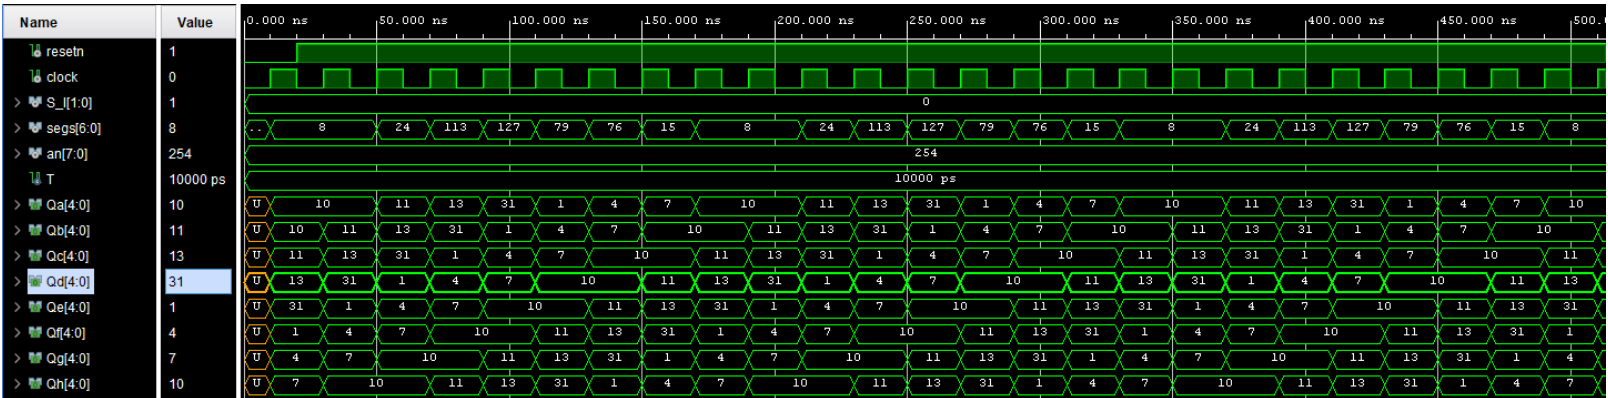 Name Value 0.000 ns 50.000 ns 100.000 ns 150.000 ns 200.000 ns 250.000 ns 300.000 ns 350.000 ns 400.000 ns 450.000 ns 500.
resetn 1
clock 0
S_I[1:0] 1 0
segs[6:0] 8 .. 8 24 113 127 79 76 15 8 24 113 127 79 76 15 8 24 113 127 79 76 15 8
an[7:0] 254 254
T 10000 ps 10000 ps
Qa[4:0] 10 U 10 11 13 31 1 4 7 10 11 13 31 1 4 7 10 11 13 31 1 4 7 10
Qb[4:0] 11 U 10 11 13 31 1 4 7 10 11 13 31 1 4 7 10 11 13 31 1 4 7 10
Qc[4:0] 13 U 11 13 31 1 4 7 10 11 13 31 1 4 7 10 11 13 31 1 4 7 10 11
Qd[4:0] 31 U 13 31 1 4 7 10 11 13 31 1 4 7 10 11 13 31 1 4 7 10 11 13
Qe[4:0] 1 U 31 1 4 7 10 11 13 31 1 4 7 10 11 13 31 1 4 7 10 11 13 31
Qf[4:0] 4 U 1 4 7 10 11 13 31 1 4 7 10 11 13 31 1 4 7 10 11 13 31 1
Qg[4:0] 7 U 4 7 10 11 13 31 1 4 7 10 11 13 31 1 4 7 10 11 13 31 1 4
Qh[4:0] 10 U 7 10 11 13 31 1 4 7 10 11 13 31 1 4 7 10 11 13 31 1 4 7